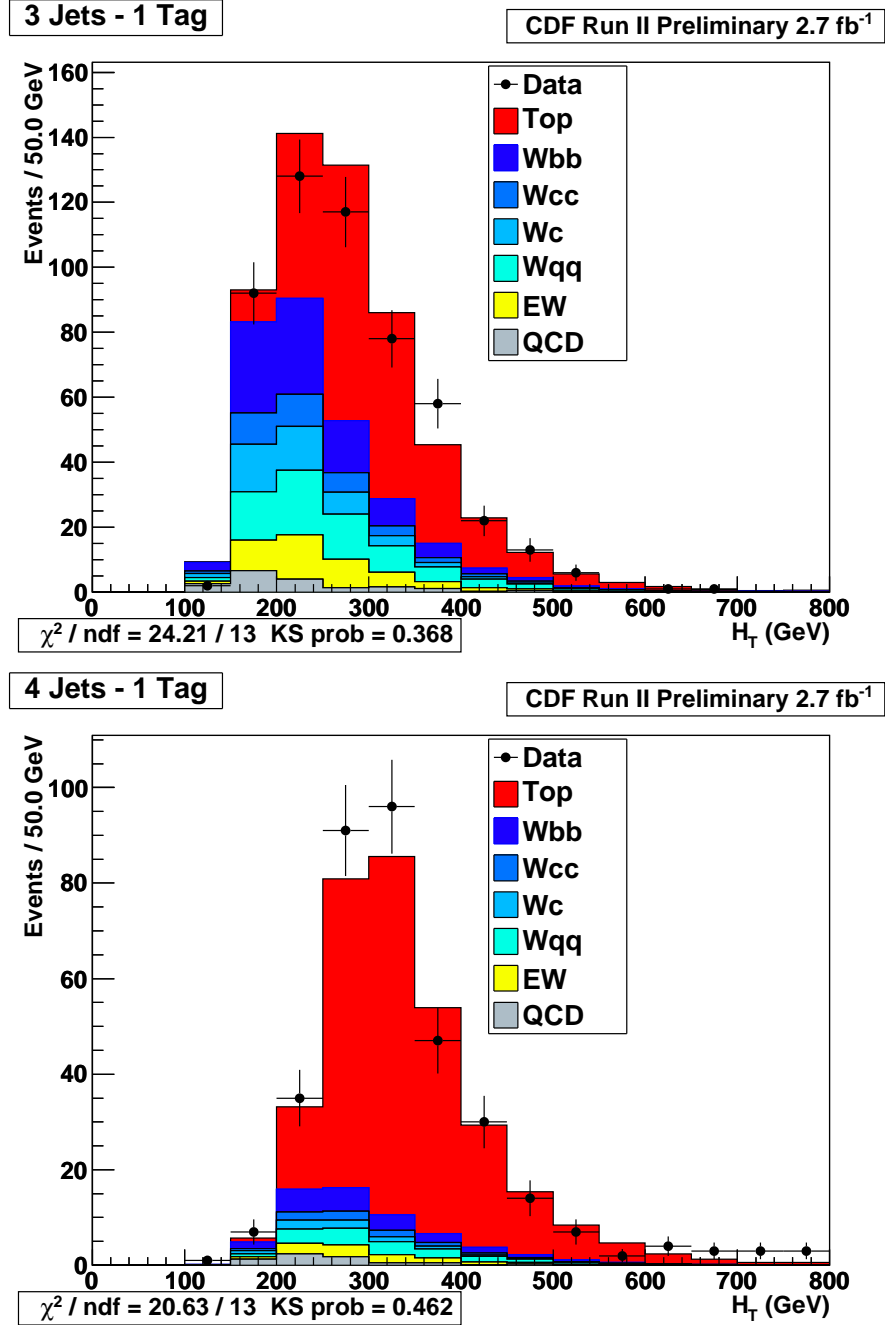 3 Jets - 1 Tag
CDF Run II Preliminary 2.7 fb⁻¹
Events / 50.0 GeV
160
140
120
100
80
60
40
20
0
Data
Top
Wbb
Wcc
Wc
Wqq
EW
QCD
0 100 200 300 400 500 600 700 800
χ² / ndf = 24.21 / 13 KS prob = 0.368
H_T (GeV)
4 Jets - 1 Tag
CDF Run II Preliminary 2.7 fb⁻¹
Events / 50.0 GeV
100
80
60
40
20
0
Data
Top
Wbb
Wcc
Wc
Wqq
EW
QCD
0 100 200 300 400 500 600 700 800
χ² / ndf = 20.63 / 13 KS prob = 0.462
H_T (GeV)